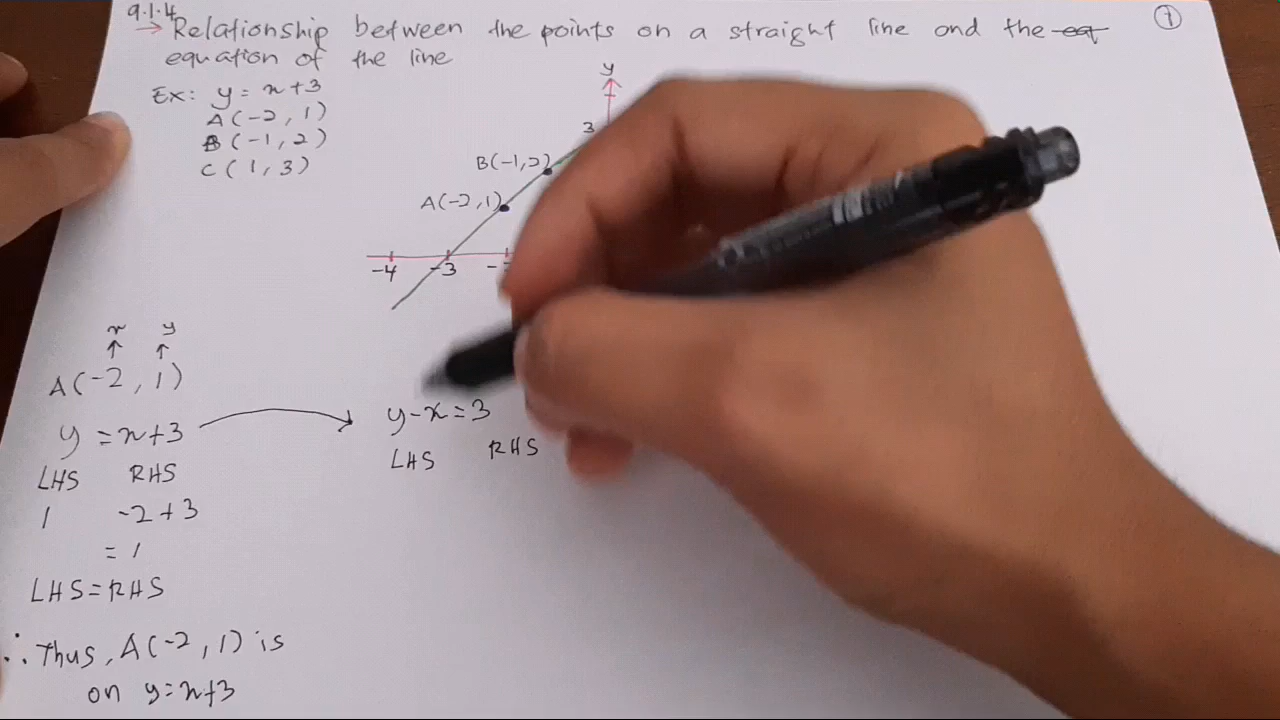 9.1.4
→ Relationship between the points on a straight line and the eq
equation of the line
①
Ex: y = x+3
A(-2, 1)
B(-1, 2)
C(1, 3)
y
3
B(-1,2)
A(-2,1)
-4 -3
x y
↑ ↑
A(-2, 1)
y = x+3
LHS RHS
1 -2+3
= 1
LHS=RHS
∴ Thus, A(-2, 1) is
on y=x+3
y-x=3
LHS RHS